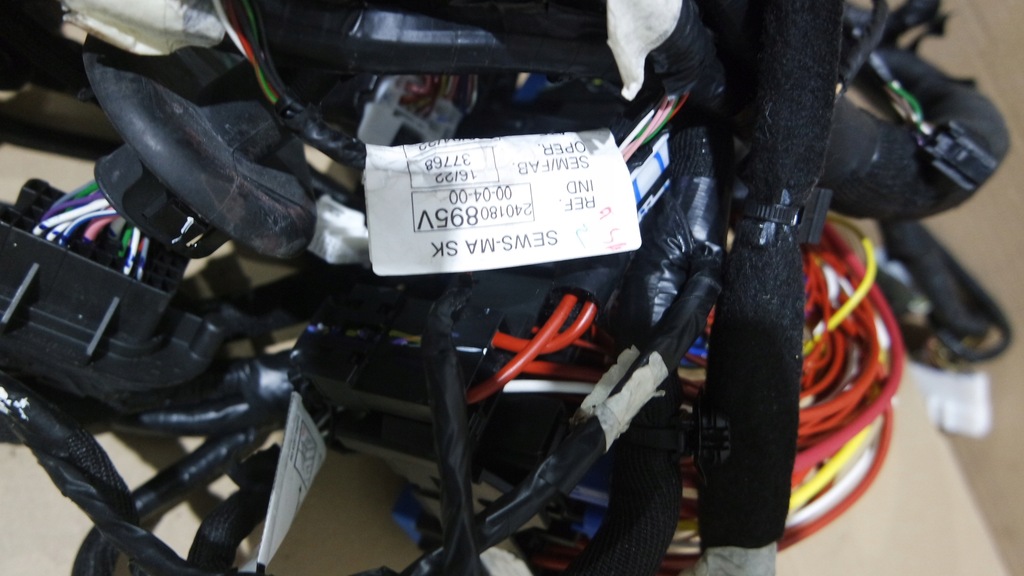 SEWS-MA SK
REF. 240180895V
IND 00-04-00
SEM/FAB. 16/22
OPER. 37768